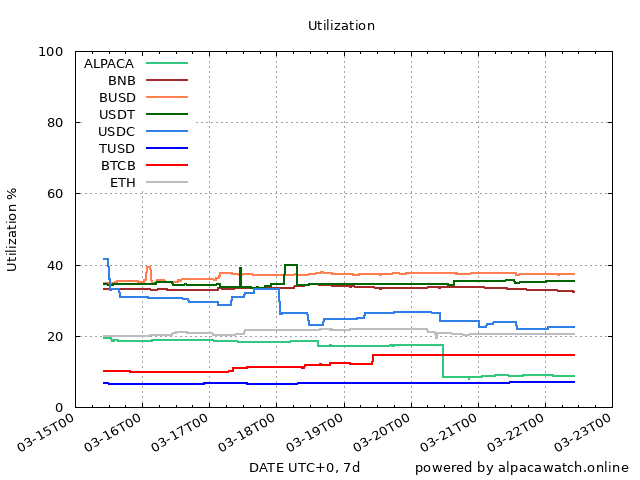 Utilization
100
80
60
40
20
0
Utilization %
ALPACA
BNB
BUSD
USDT
USDC
TUSD
BTCB
ETH
03-15T00
03-16T00
03-17T00
03-18T00
03-19T00
03-20T00
03-21T00
03-22T00
03-23T00
DATE UTC+0, 7d
powered by alpacawatch.online